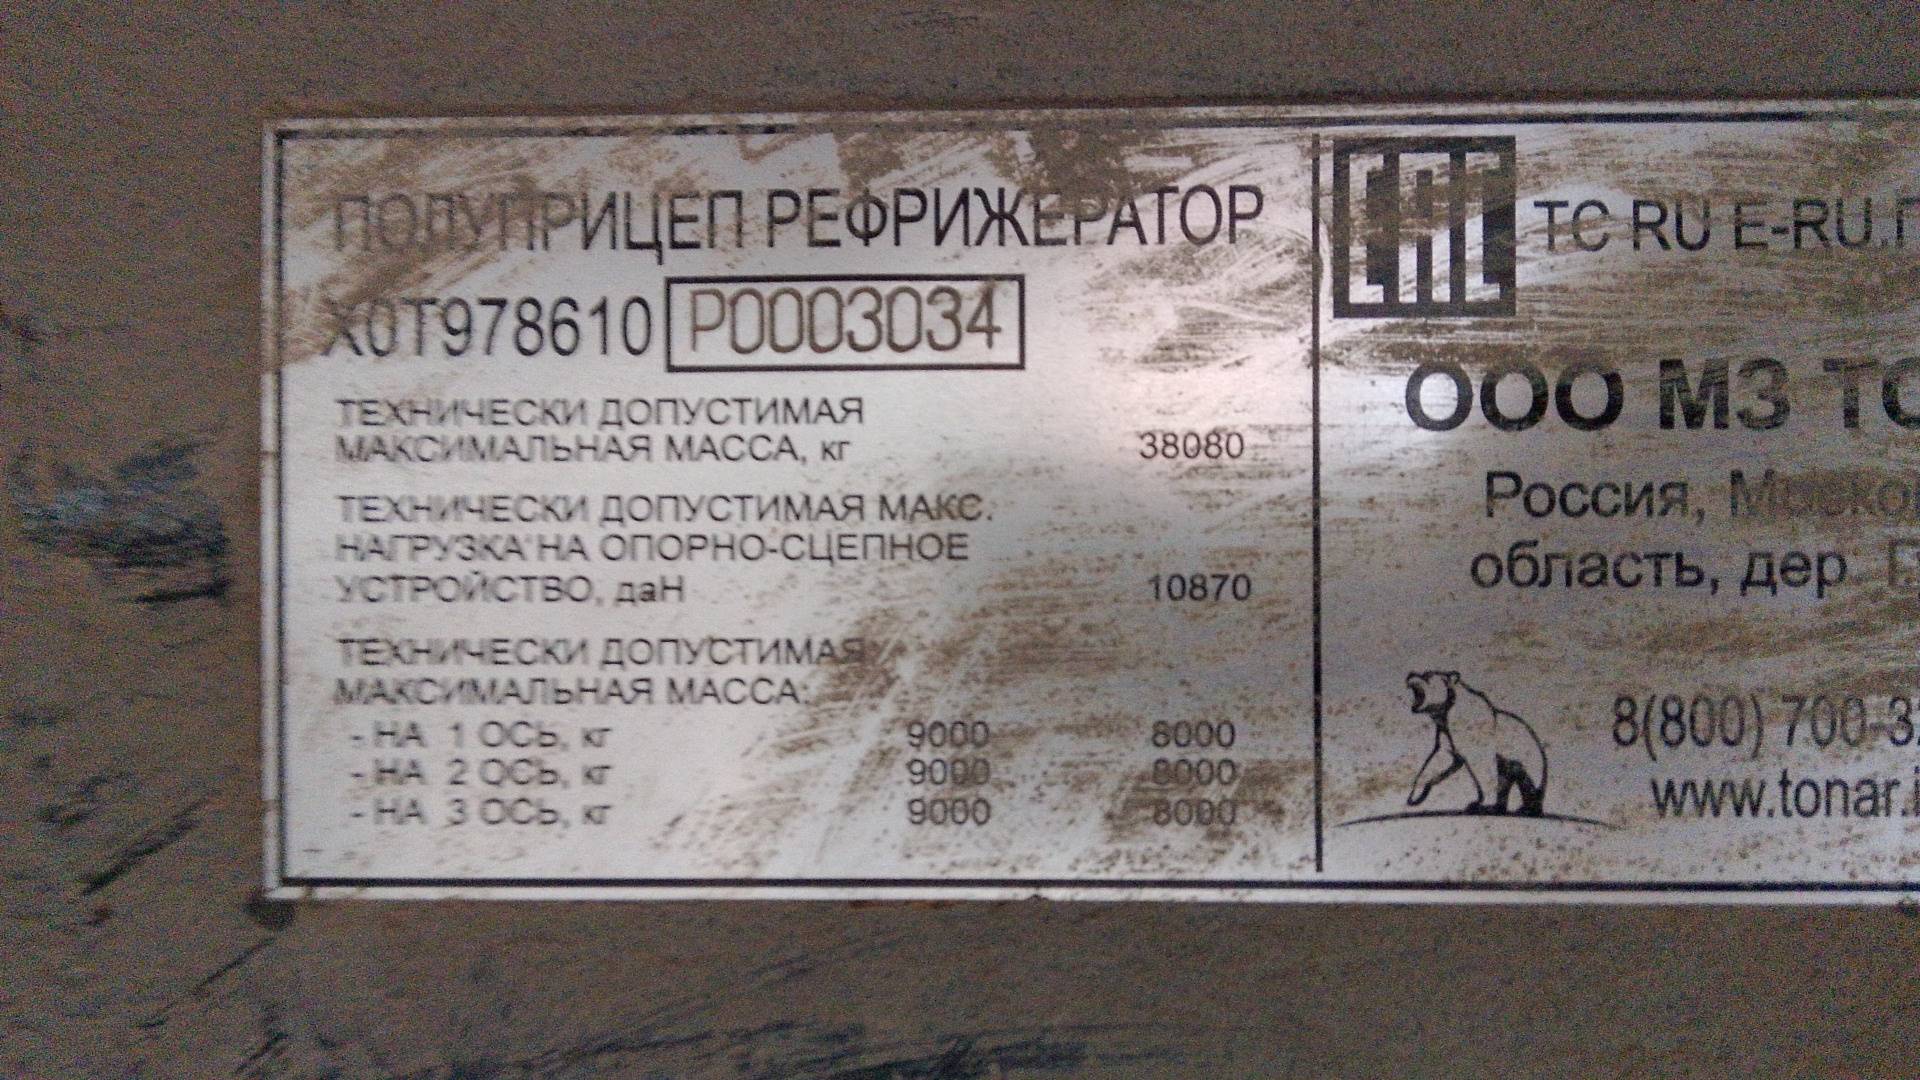 ПОЛУПРИЦЕП РЕФРИЖЕРАТОР
X0T978610 P0003034
ТЕХНИЧЕСКИ ДОПУСТИМАЯ
МАКСИМАЛЬНАЯ МАССА, кг 38080
ТЕХНИЧЕСКИ ДОПУСТИМАЯ МАКС.
НАГРУЗКА НА ОПОРНО-СЦЕПНОЕ
УСТРОЙСТВО, даН 10870
ТЕХНИЧЕСКИ ДОПУСТИМАЯ
МАКСИМАЛЬНАЯ МАССА:
- НА 1 ОСЬ, кг 9000 8000
- НА 2 ОСЬ, кг 9000 8000
- НА 3 ОСЬ, кг 9000 8000
EAC TC RU E-RU.
ООО МЗ ТО
Россия, Моско
область, дер
8(800) 700-3
www.tonar.